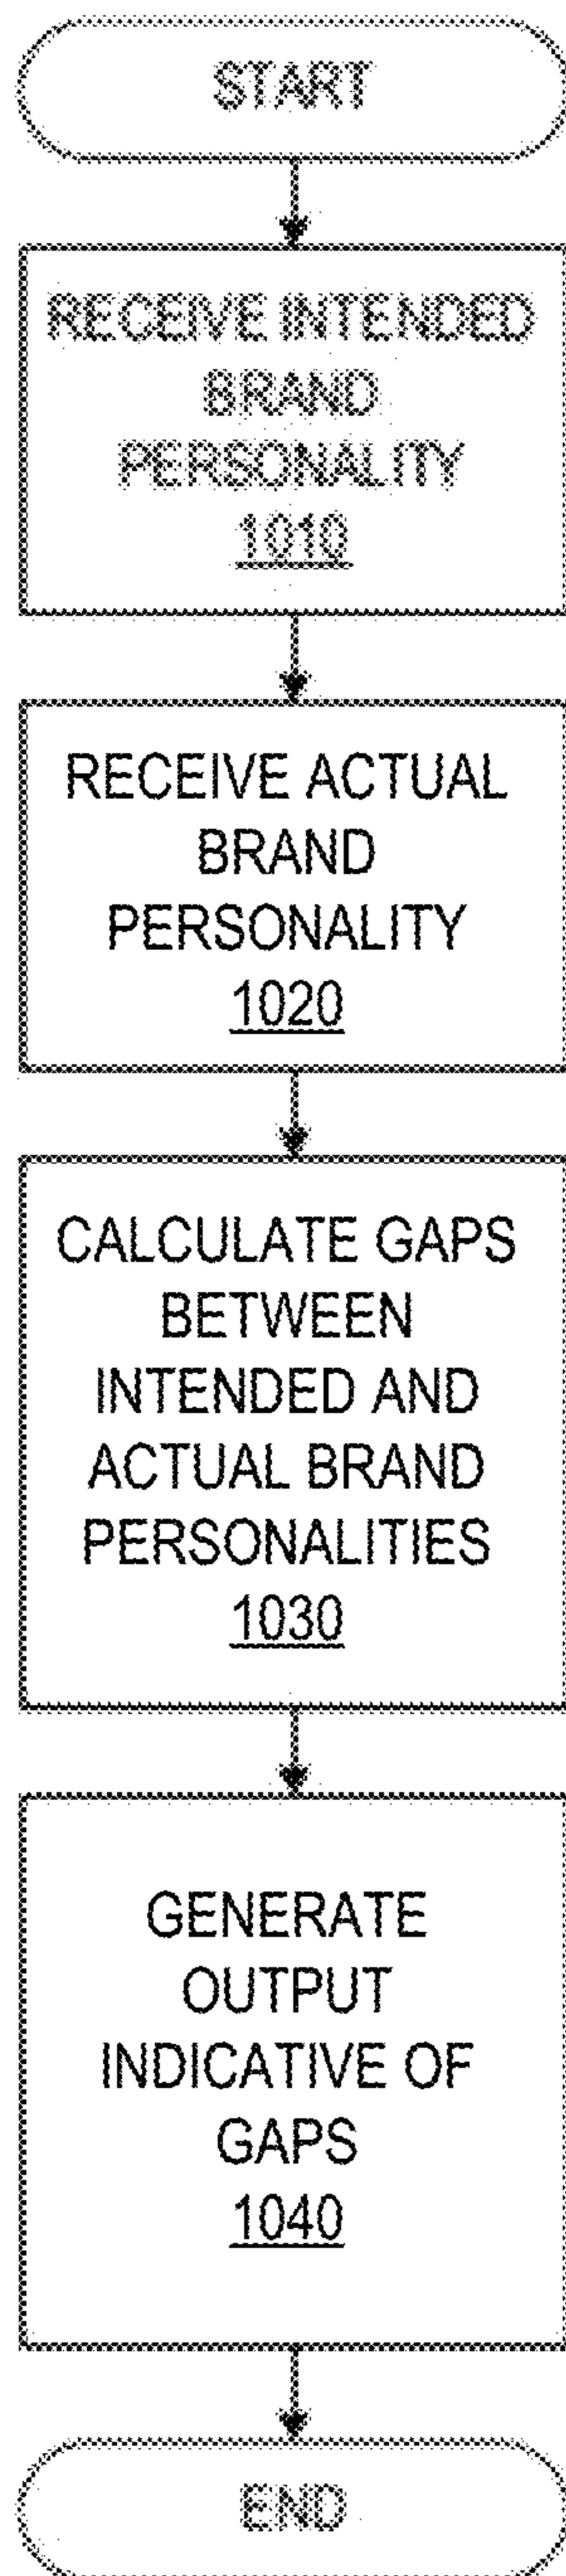 START
RECEIVE INTENDED
BRAND
PERSONALITY
1010
RECEIVE ACTUAL
BRAND
PERSONALITY
1020
CALCULATE GAPS
BETWEEN
INTENDED AND
ACTUAL BRAND
PERSONALITIES
1030
GENERATE
OUTPUT
INDICATIVE OF
GAPS
1040
END